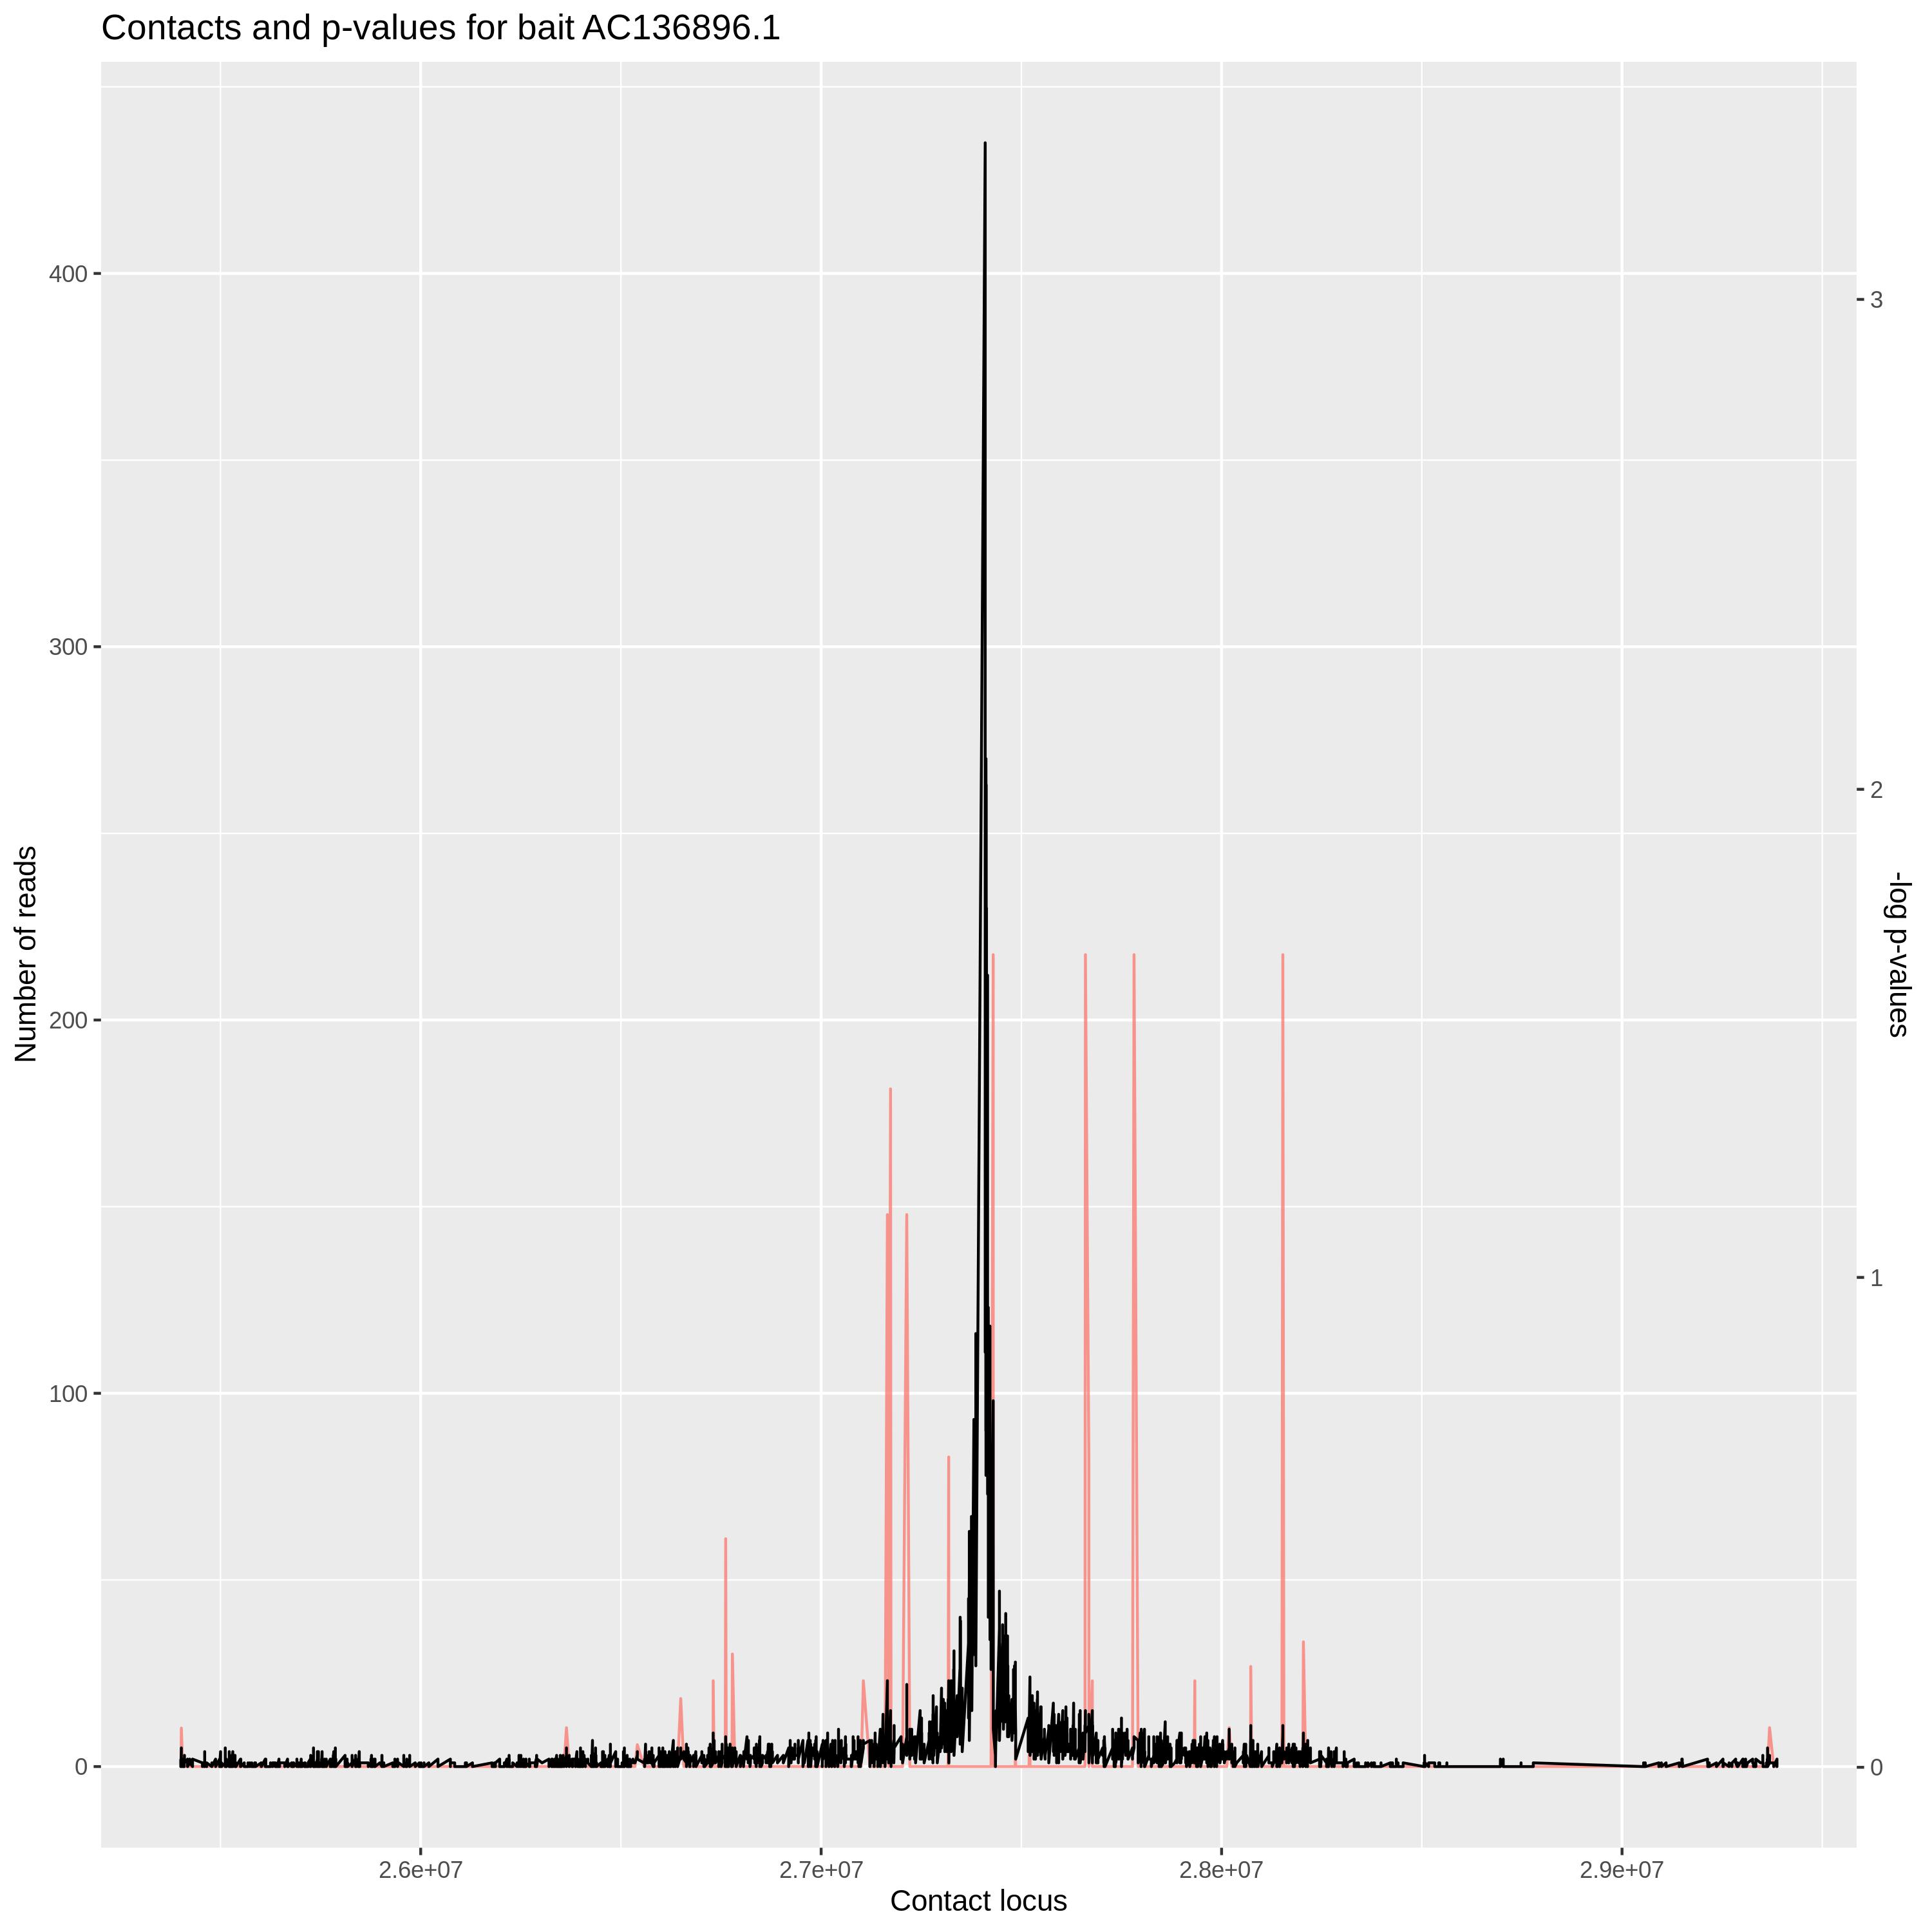 Contacts and p-values for bait AC136896.1
400
300
200
100
0
Number of reads
3
2
1
0
-log p-values
2.6e+07
2.7e+07
2.8e+07
2.9e+07
Contact locus